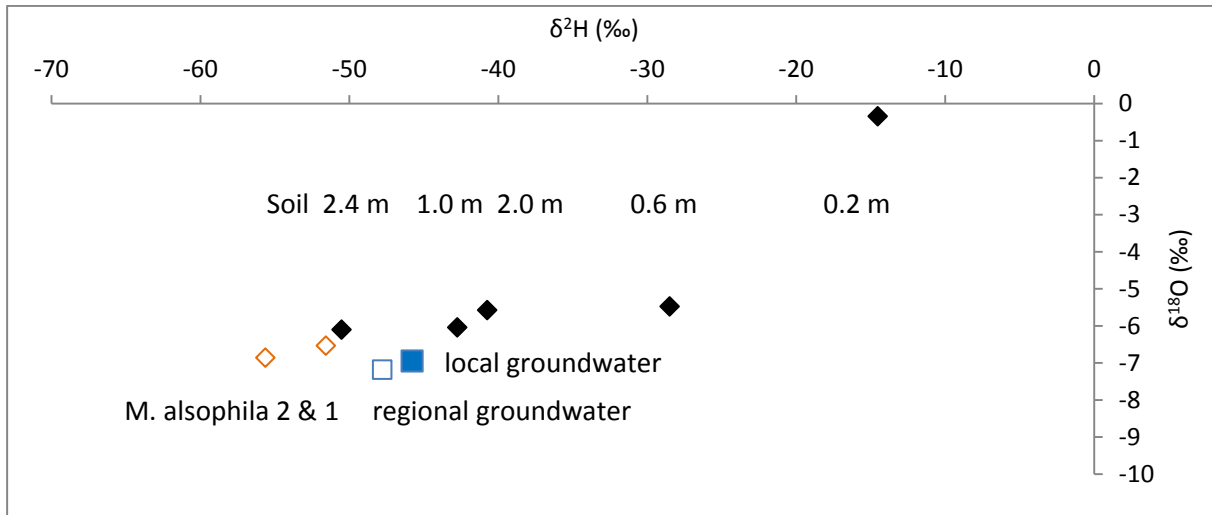 δ²H (‰)
-70 -60 -50 -40 -30 -20 -10 0
0
-1
-2
Soil 2.4 m 1.0 m 2.0 m 0.6 m 0.2 m
-3
-4
-5
-6
local groundwater
-7
M. alsophila 2 & 1 regional groundwater
-8
-9
-10
δ¹⁸O (‰)